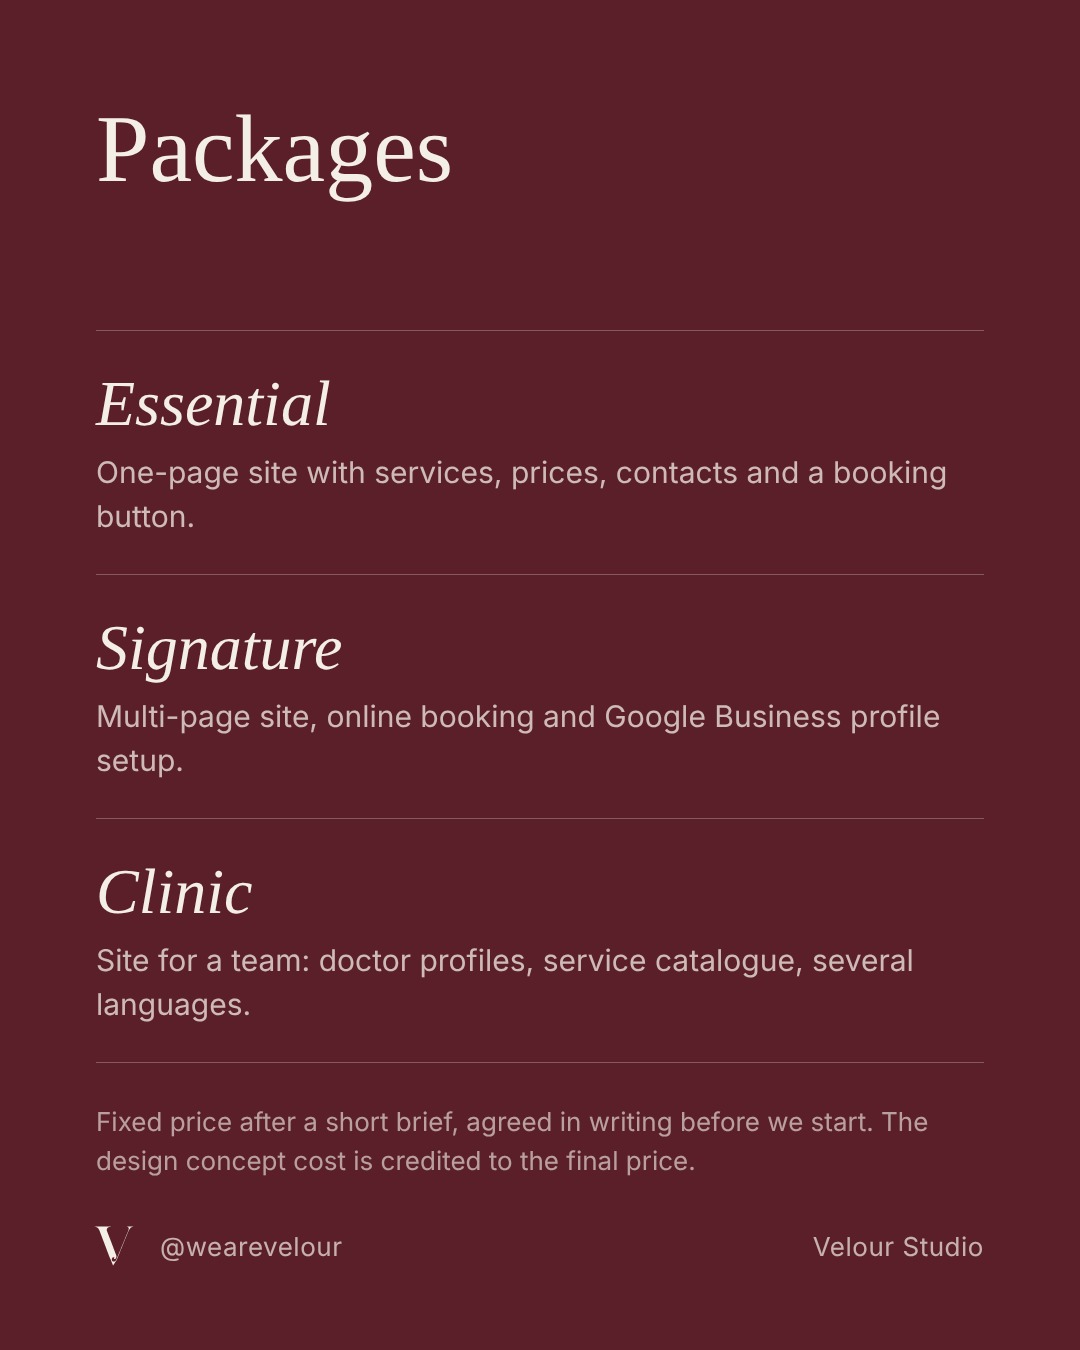 Packages
Essential
One-page site with services, prices, contacts and a booking
button.
Signature
Multi-page site, online booking and Google Business profile
setup.
Clinic
Site for a team: doctor profiles, service catalogue, several
languages.
Fixed price after a short brief, agreed in writing before we start. The
design concept cost is credited to the final price.
V @wearevelour Velour Studio